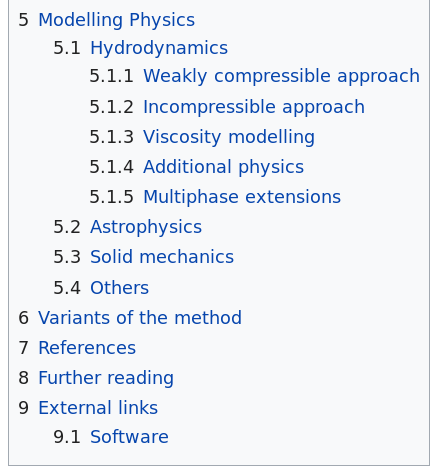 5 Modelling Physics
5.1 Hydrodynamics
5.1.1 Weakly compressible approach
5.1.2 Incompressible approach
5.1.3 Viscosity modelling
5.1.4 Additional physics
5.1.5 Multiphase extensions
5.2 Astrophysics
5.3 Solid mechanics
5.4 Others
6 Variants of the method
7 References
8 Further reading
9 External links
9.1 Software